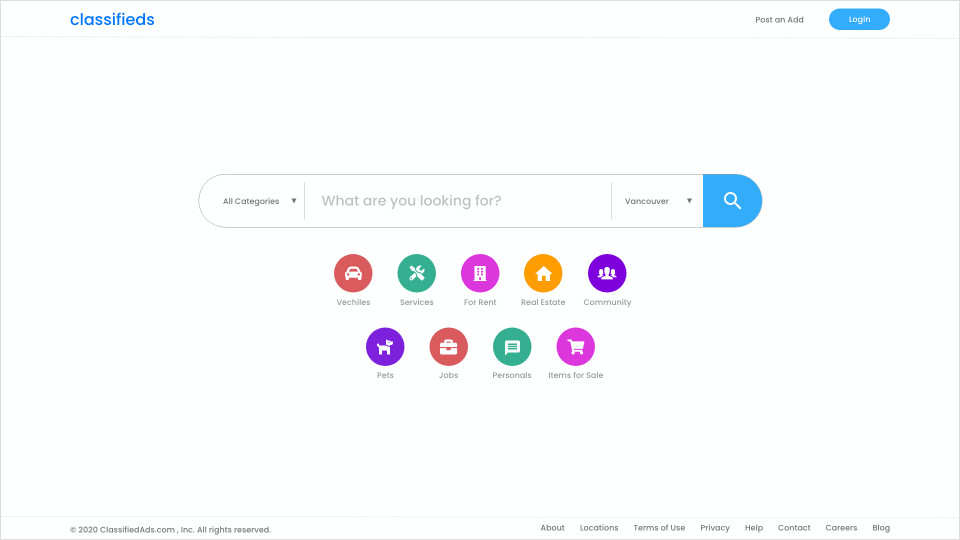 classifieds
Post an Add
Login
All Categories
What are you looking for?
Vancouver
Vechiles
Services
For Rent
Real Estate
Community
Pets
Jobs
Personals
Items for Sale
© 2020 ClassifiedAds.com , Inc. All rights reserved.
About
Locations
Terms of Use
Privacy
Help
Contact
Careers
Blog